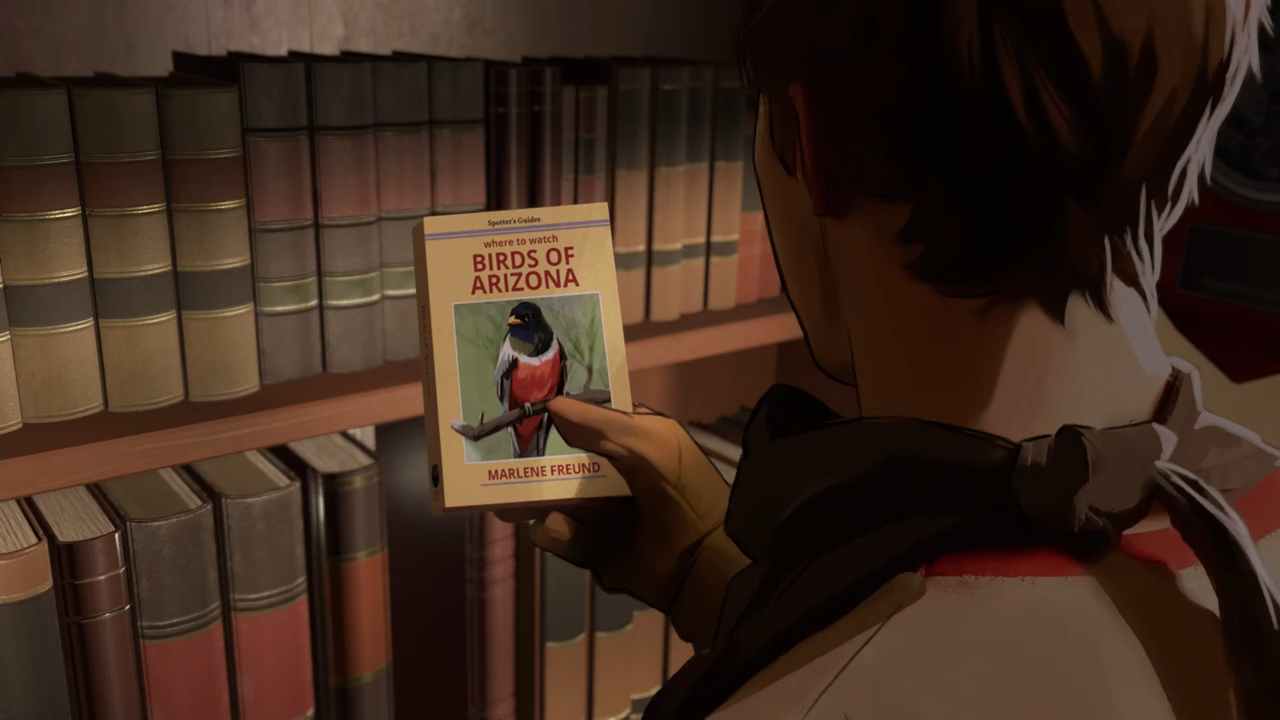 Spotter's Guides
where to watch
BIRDS OF
ARIZONA
MARLENE FREUND